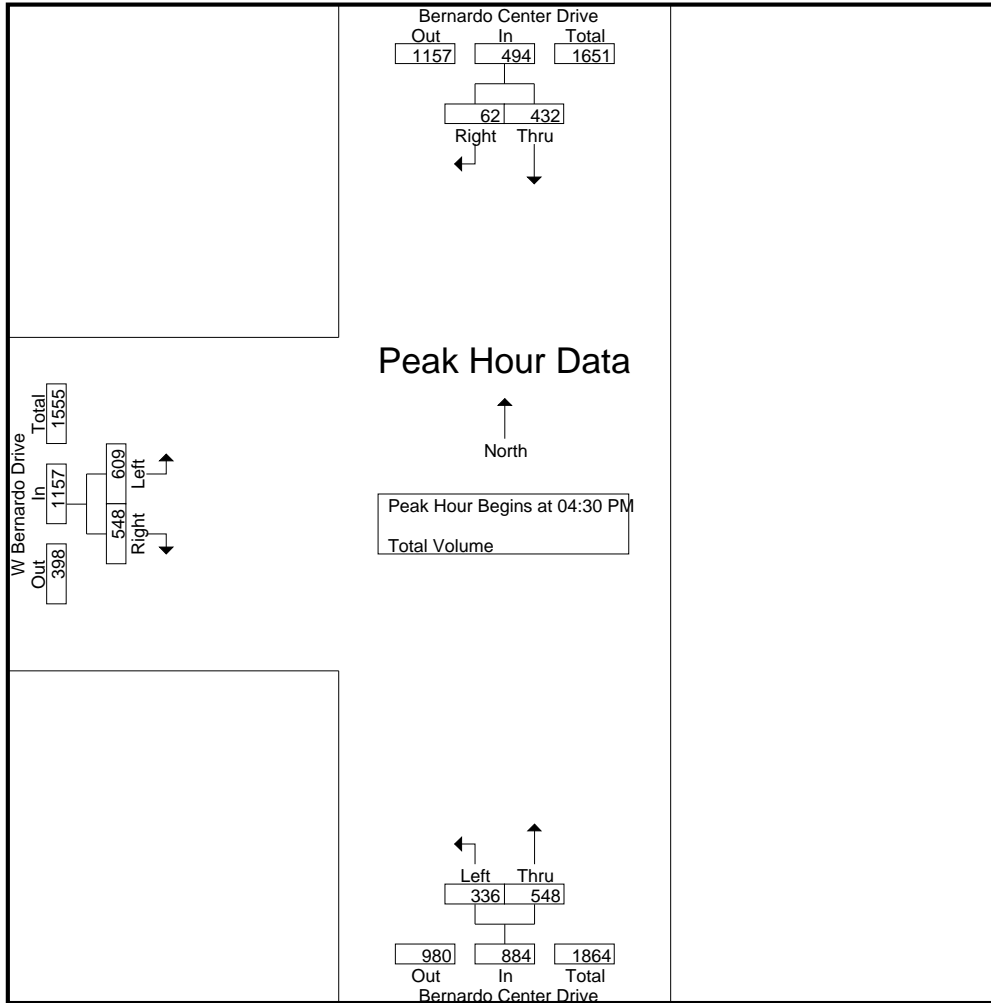 Bernardo Center Drive
Out In Total
1157 494 1651
62 432
Right Thru
Peak Hour Data
North
Peak Hour Begins at 04:30 PM
Total Volume
W Bernardo Drive
Out In Total
398 1157 1555
548 609
Right Left
Left Thru
336 548
980 884 1864
Out In Total
Bernardo Center Drive